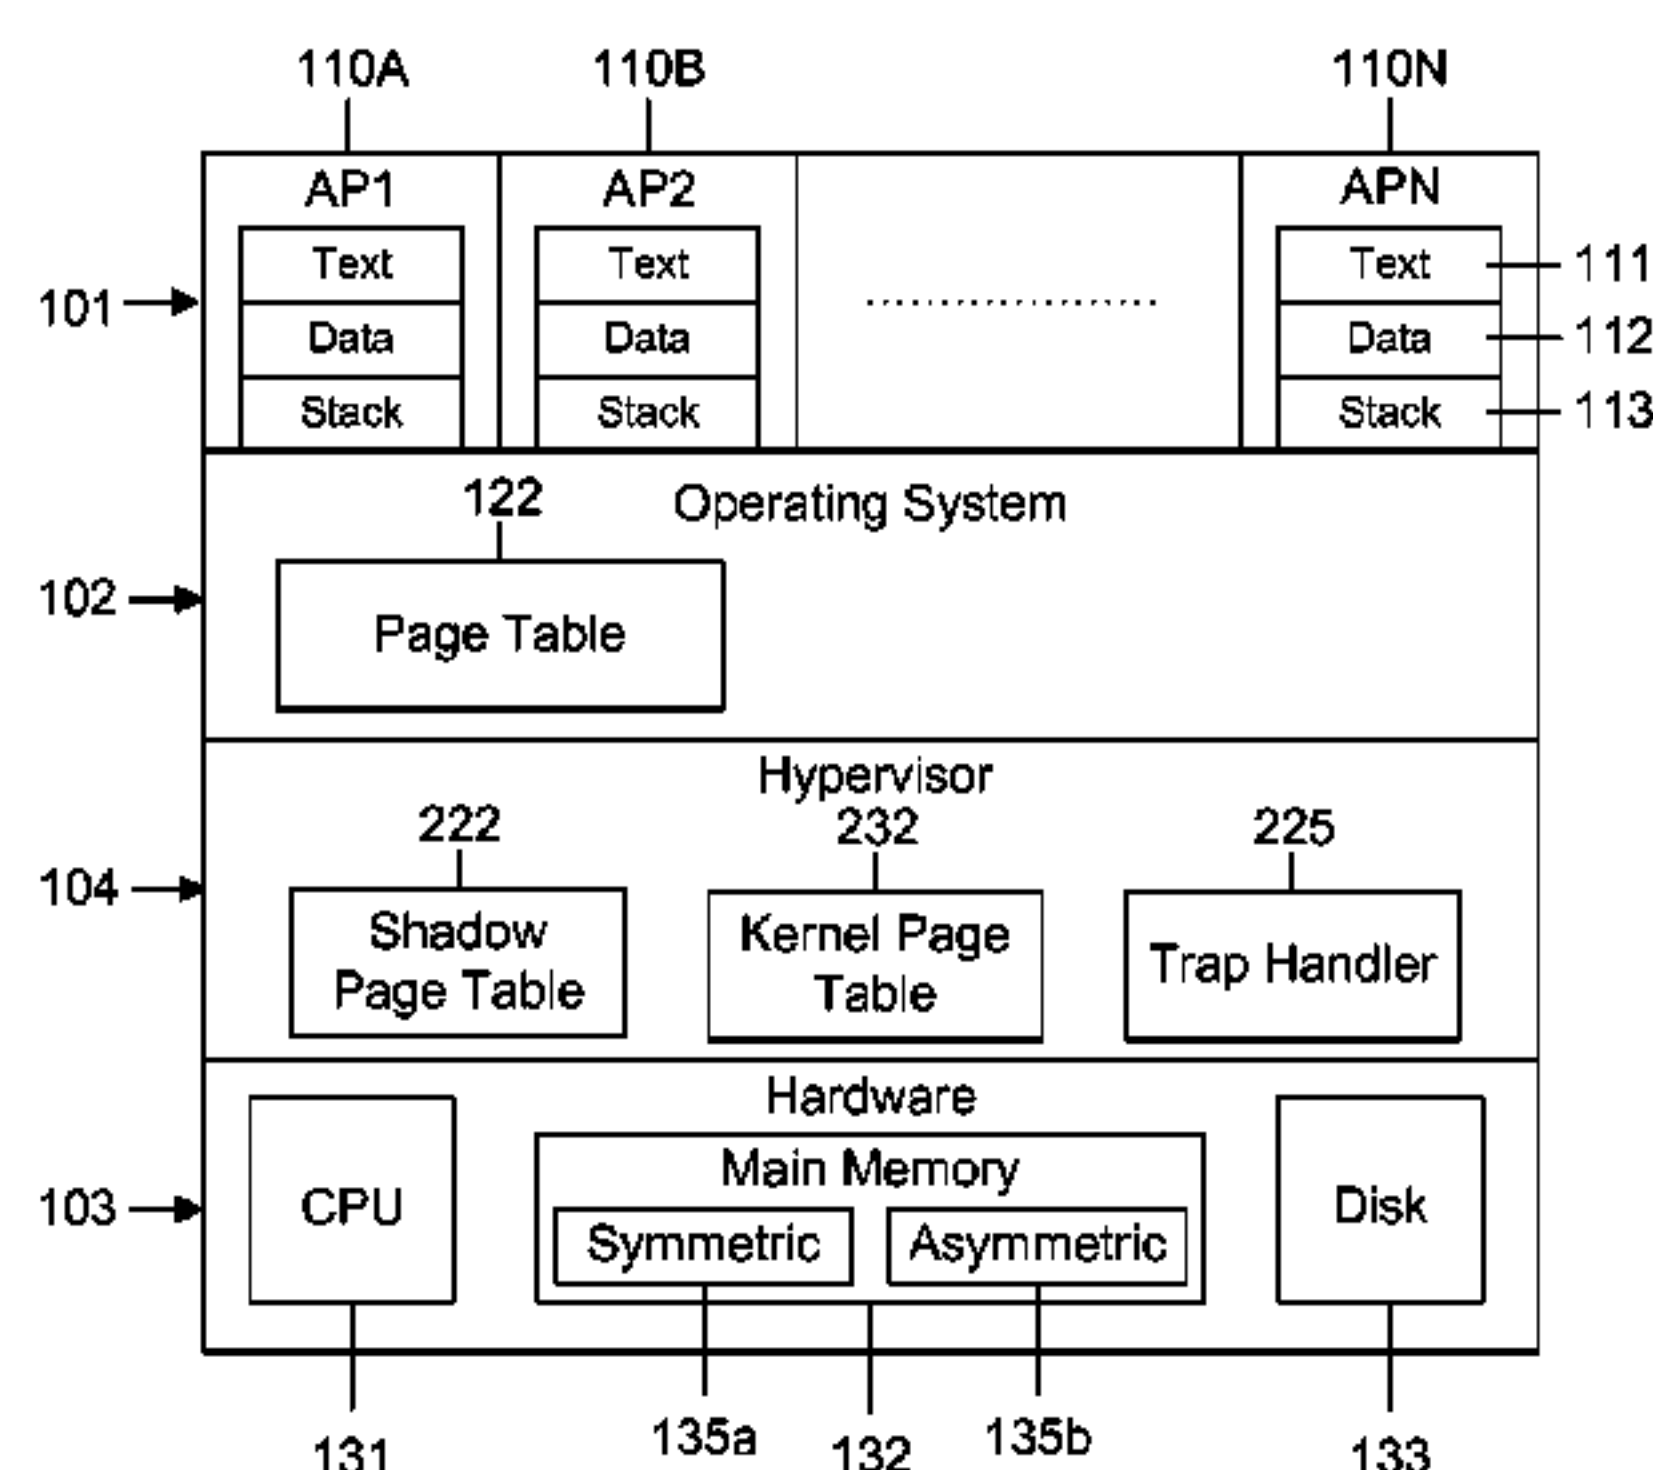 110A 110B 110N
AP1 AP2 APN
Text Text Text 111
101
Data Data Data 112
Stack Stack Stack 113
122 Operating System
102
Page Table
Hypervisor
222 232 225
104
Shadow
Page Table
Kernel Page
Table
Trap Handler
Hardware
Main Memory
103
CPU
Symmetric Asymmetric
Disk
131 135a 132 135b 133